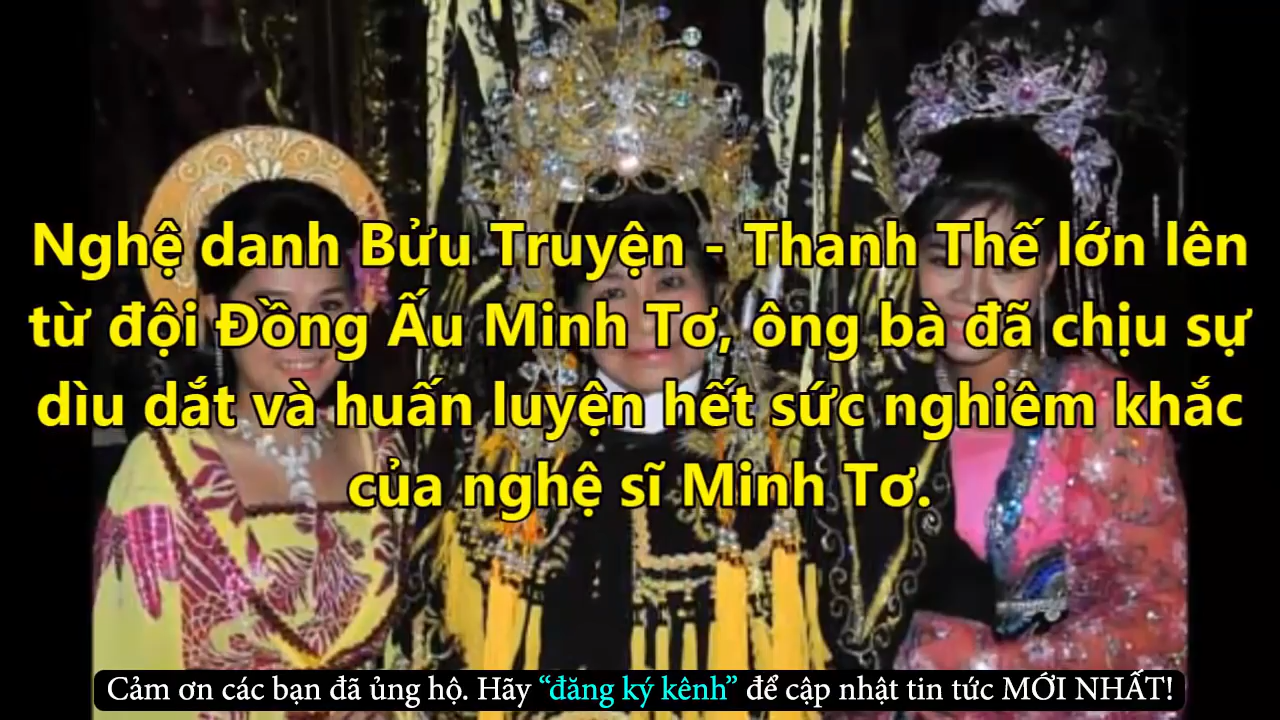 Nghệ danh Bửu Truyện - Thanh Thế lớn lên
từ đội Đồng Ấu Minh Tơ, ông bà đã chịu sự
dìu dắt và huấn luyện hết sức nghiêm khắc
của nghệ sĩ Minh Tơ.
Cảm ơn các bạn đã ủng hộ. Hãy “đăng ký kênh” để cập nhật tin tức MỚI NHẤT!